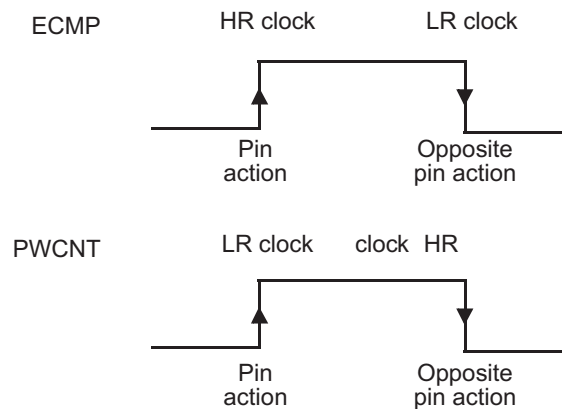 ECMP HR clock LR clock
Pin action Opposite pin action
PWCNT LR clock clock HR
Pin action Opposite pin action